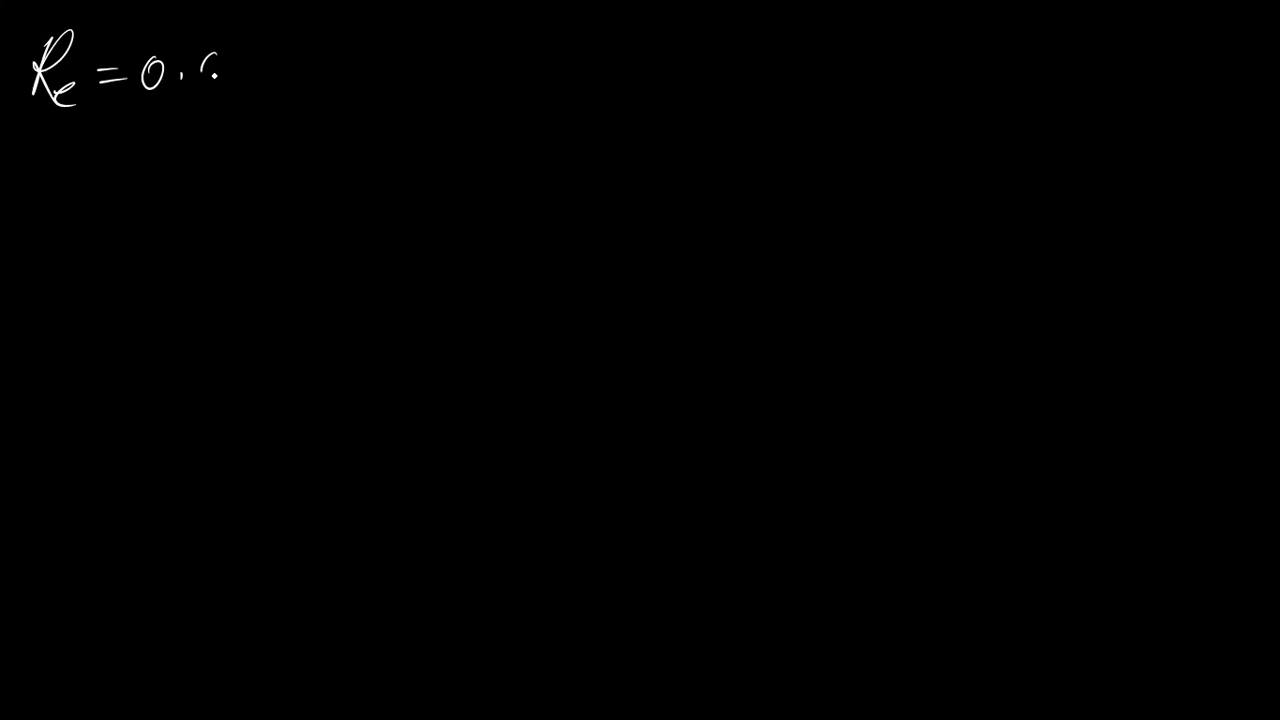 Re = 0.